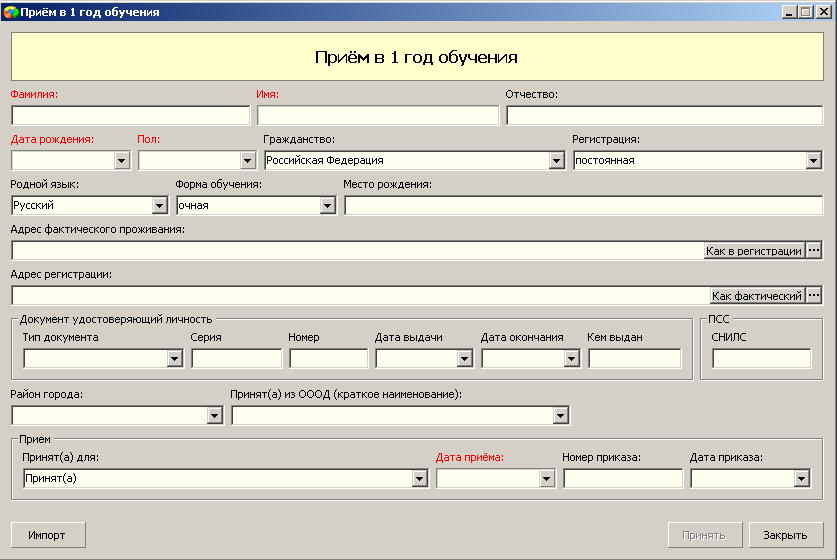 Приём в 1 год обучения
Приём в 1 год обучения
Фамилия: Имя: Отчество:
Дата рождения: Пол: Гражданство: Регистрация:
Российская Федерация постоянная
Родной язык: Форма обучения: Место рождения:
Русский очная
Адрес фактического проживания:
Как в регистрации ...
Адрес регистрации:
Как фактический ...
Документ удостоверяющий личность ПСС
Тип документа Серия Номер Дата выдачи Дата окончания Кем выдан СНИЛС
Район города: Принят(а) из ОООД (краткое наименование):
Прием
Принят(а) для: Дата приёма: Номер приказа: Дата приказа:
Принят(а)
Импорт Принять Закрыть